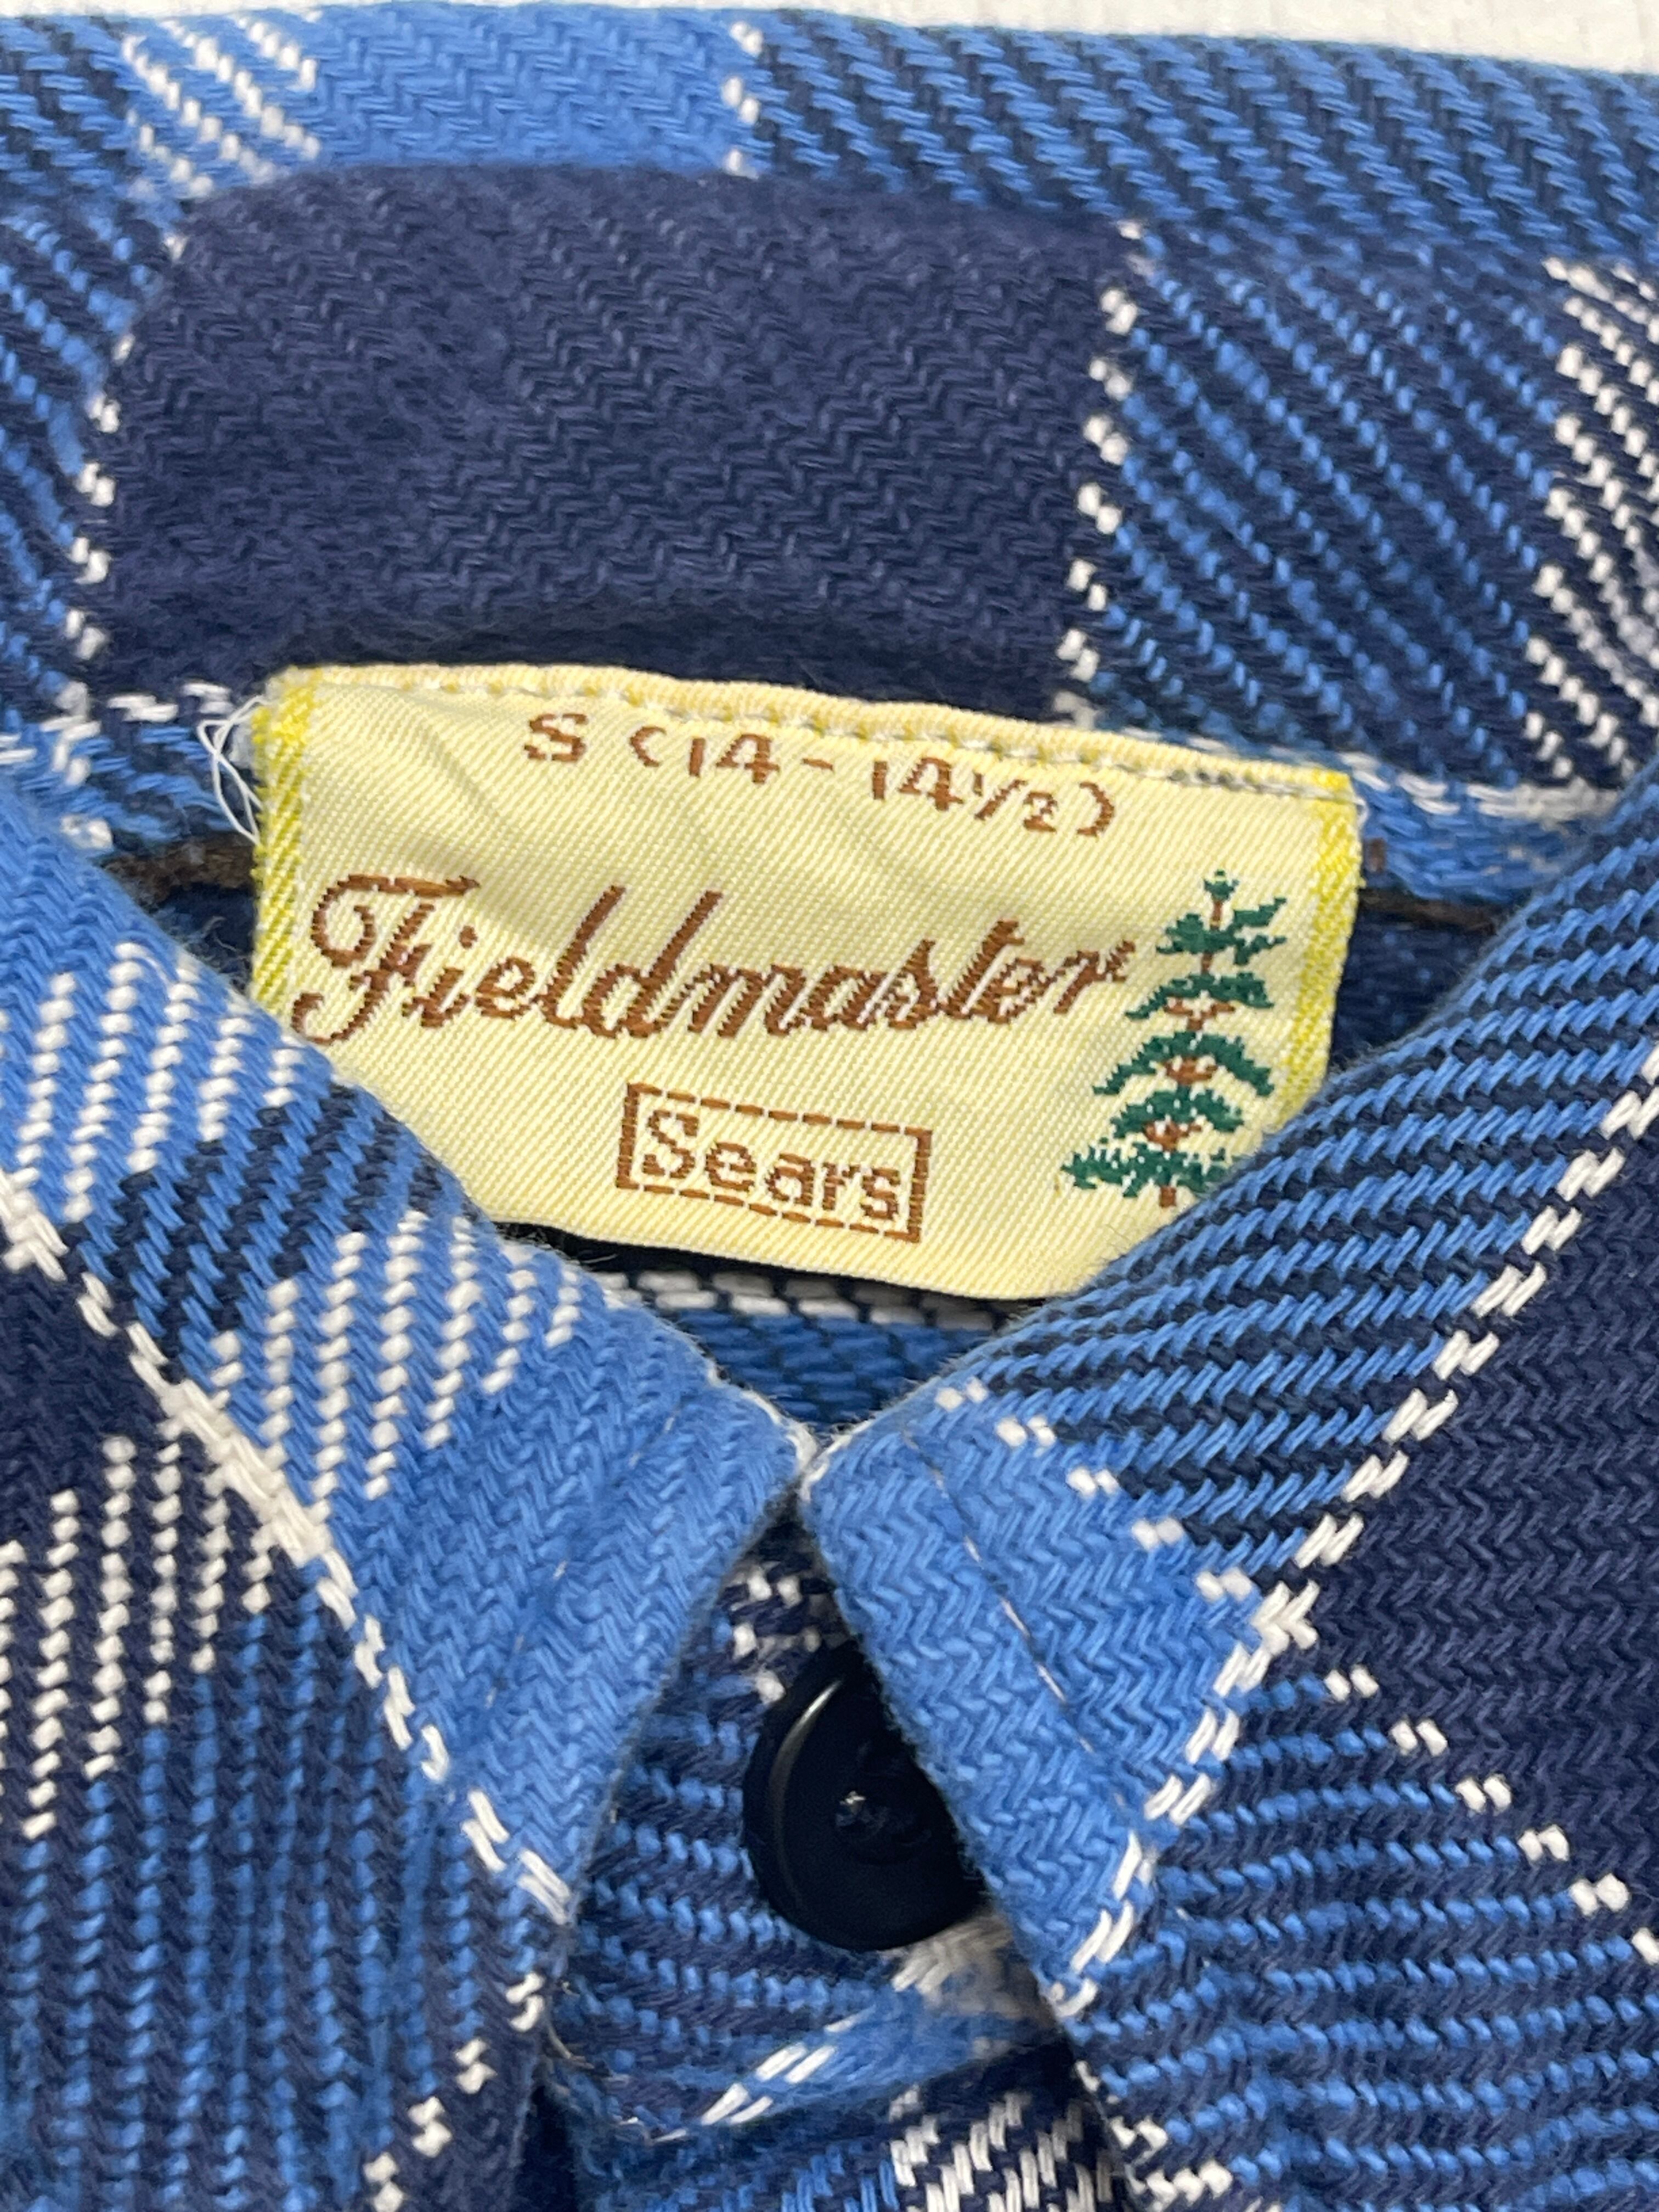 S (14-14½)
Fieldmaster
Sears